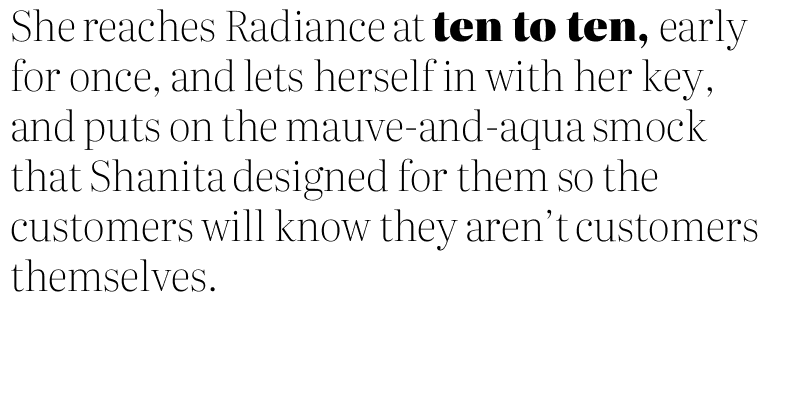 She reaches Radiance at ten to ten, early
for once, and lets herself in with her key,
and puts on the mauve-and-aqua smock
that Shanita designed for them so the
customers will know they aren’t customers
themselves.